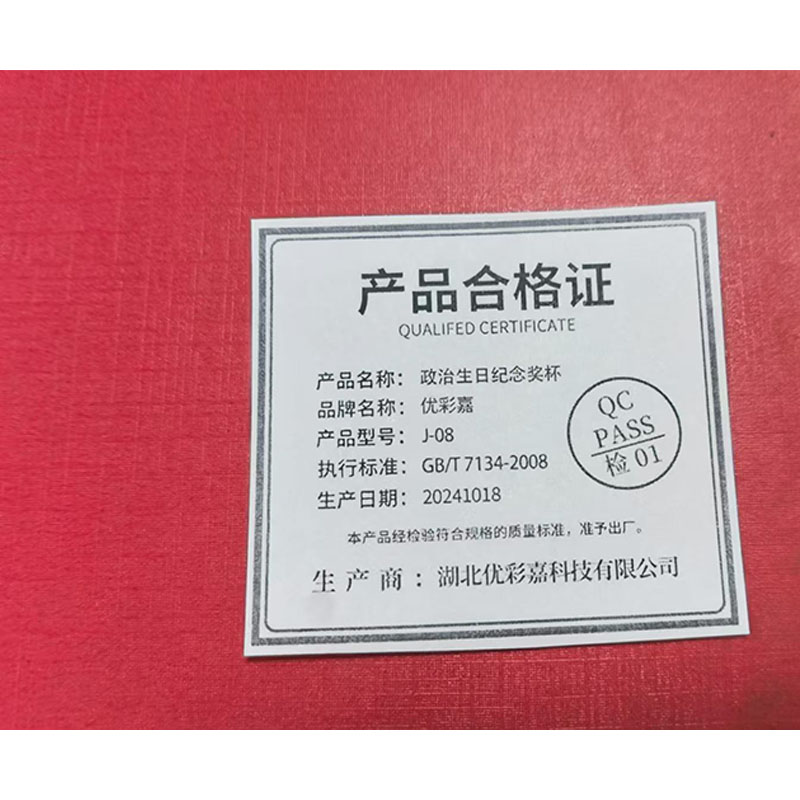 产品合格证
QUALIFED CERTIFICATE
产品名称：政治生日纪念奖杯
品牌名称：优彩嘉
产品型号：J-08
执行标准：GB/T 7134-2008
生产日期：20241018
QC
PASS
检 01
本产品经检验符合规格的质量标准，准予出厂。
生产商：湖北优彩嘉科技有限公司